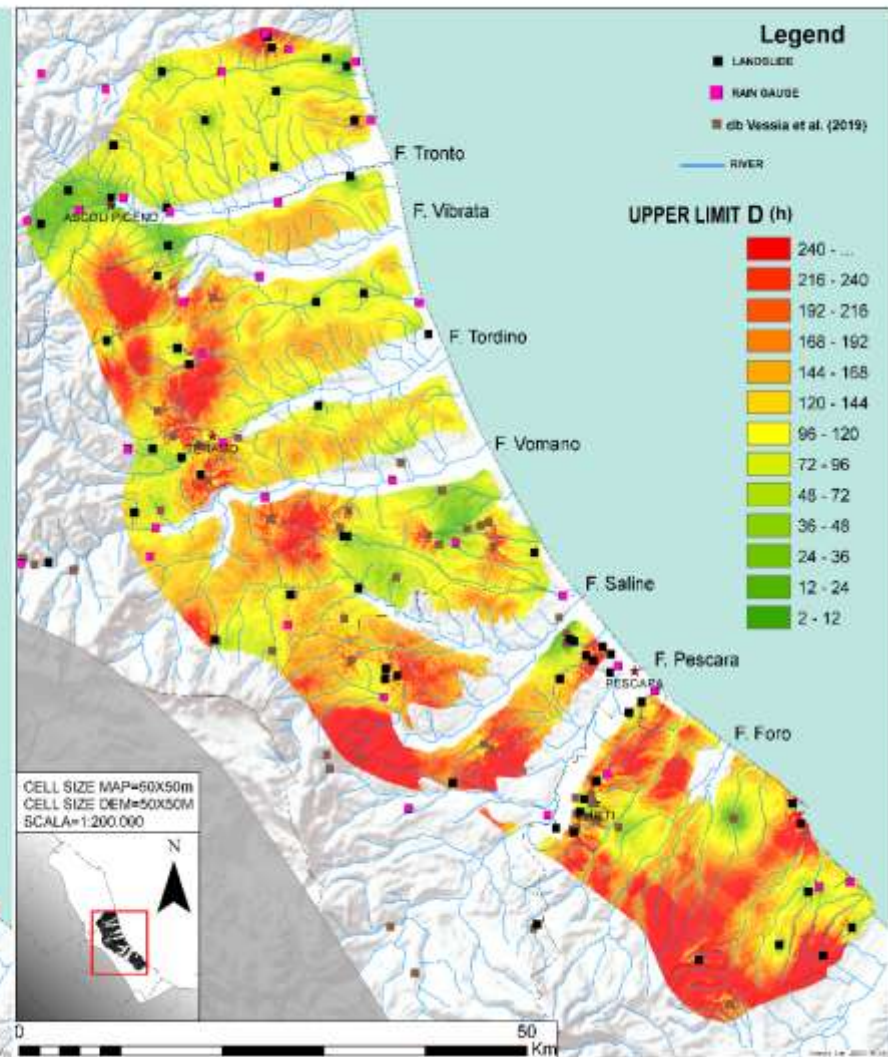 Legend
LANDSLIDE
RAIN GAUGE
db Vessia et al. (2019)
RIVER
UPPER LIMIT D (h)
240 - ...
216 - 240
192 - 216
168 - 192
144 - 168
120 - 144
96 - 120
72 - 96
48 - 72
36 - 48
24 - 36
12 - 24
2 - 12
F. Tronto
F. Vibrata
ASCOLI PICENO
F. Tordino
F. Vomano
TERAMO
F. Saline
F. Pescara
PESCARA
F. Foro
CELL SIZE MAP=50X50m
CELL SIZE DEM=50X50M
SCALA=1:200.000
N
0
50
Km